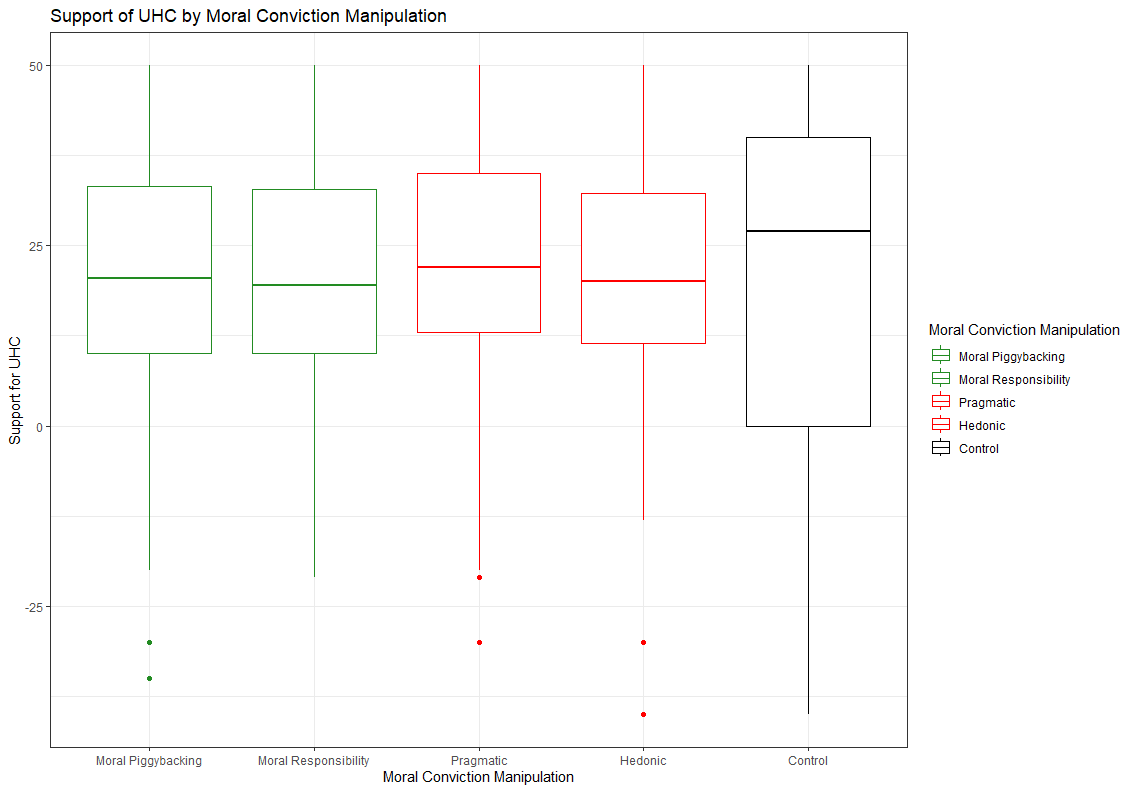 Support of UHC by Moral Conviction Manipulation
50
25
0
-25
Support for UHC
Moral Piggybacking
Moral Responsibility
Pragmatic
Hedonic
Control
Moral Conviction Manipulation
Moral Conviction Manipulation
Moral Piggybacking
Moral Responsibility
Pragmatic
Hedonic
Control